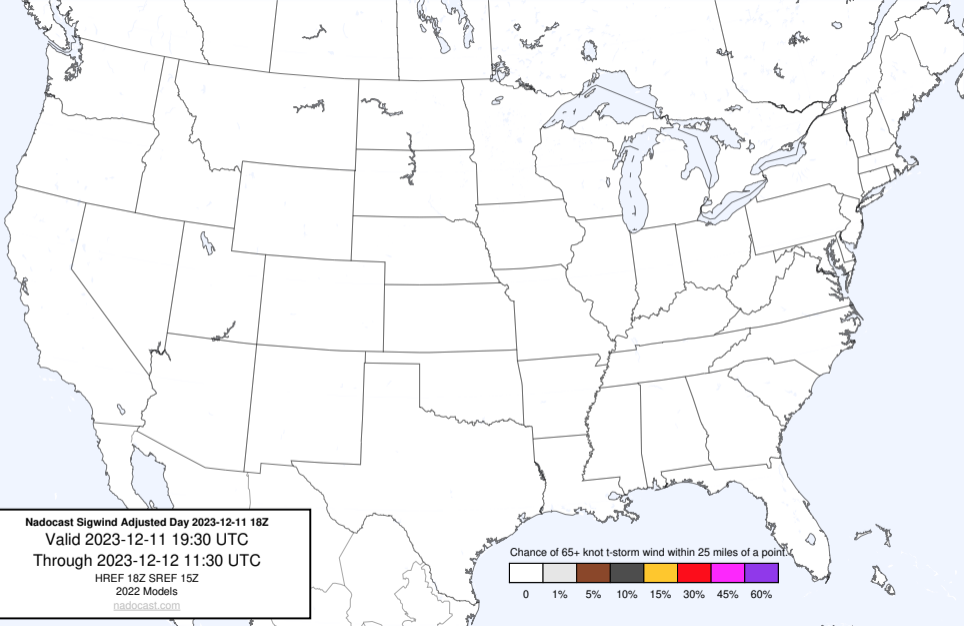 Nadocast Sigwind Adjusted Day 2023-12-11 18Z
Valid 2023-12-11 19:30 UTC
Through 2023-12-12 11:30 UTC
HREF 18Z SREF 15Z
2022 Models
nadocast.com
Chance of 65+ knot t-storm wind within 25 miles of a point.
0 1% 5% 10% 15% 30% 45% 60%